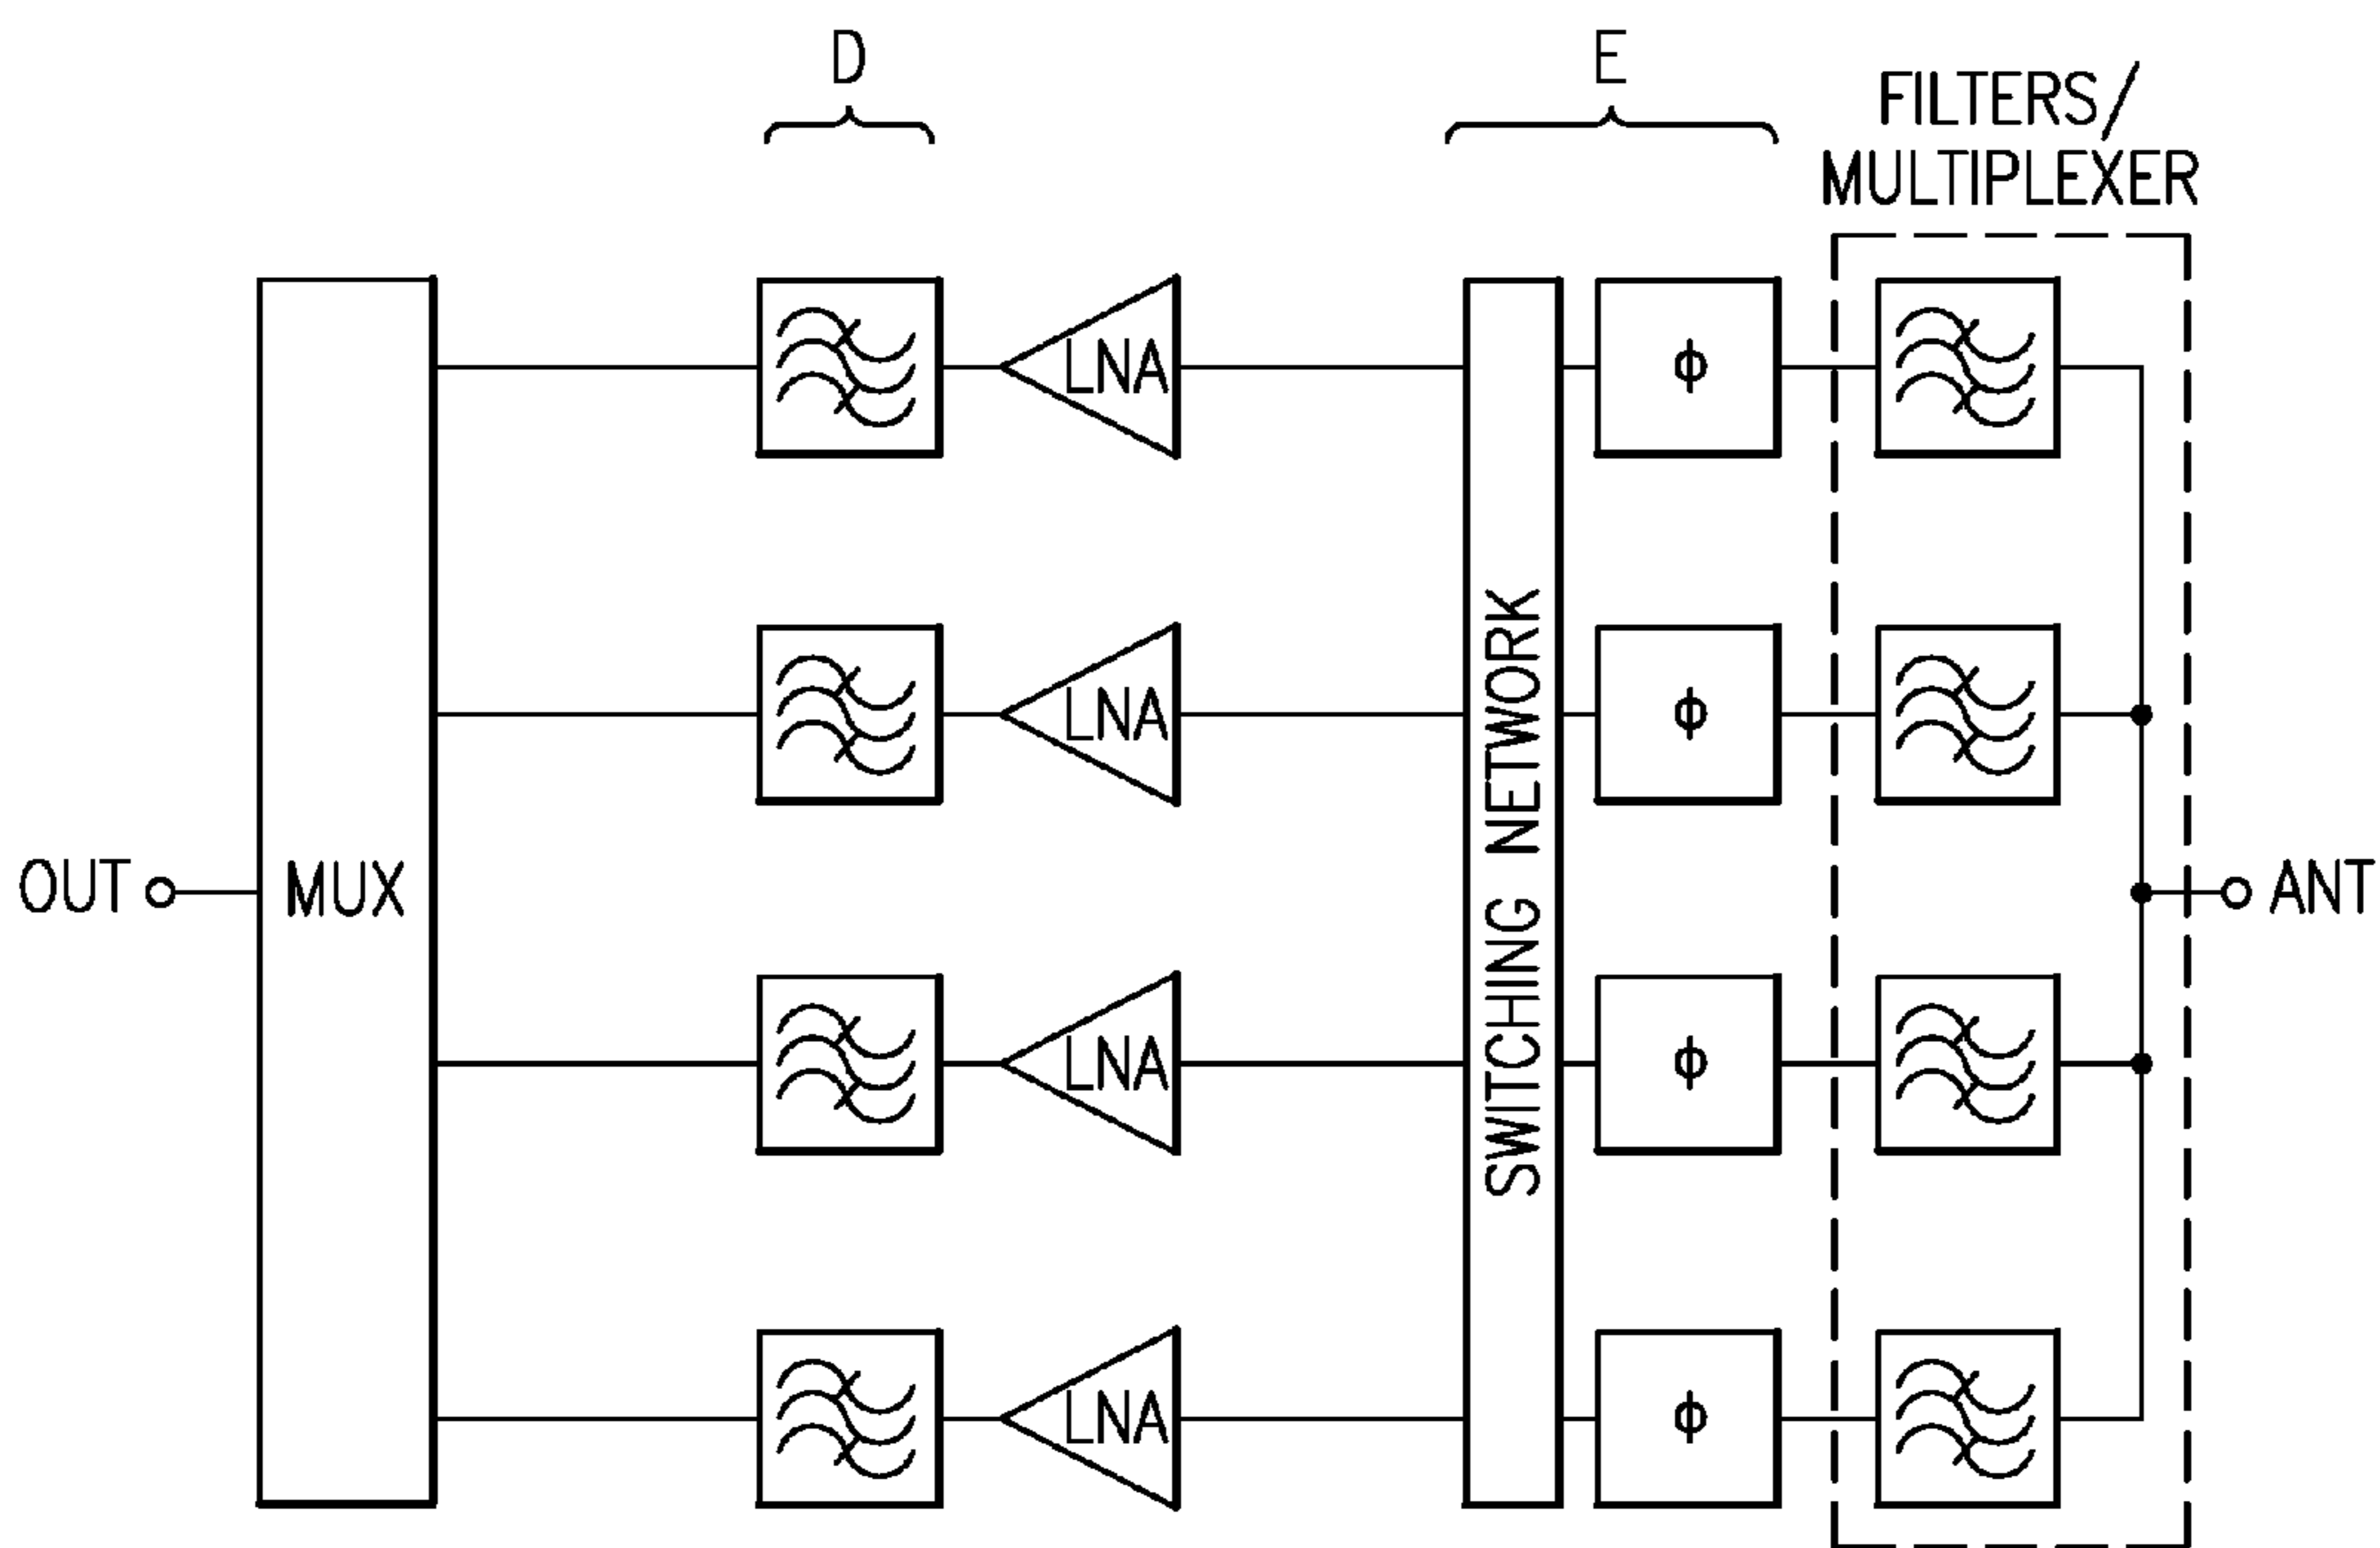 D
E
FILTERS/
MULTIPLEXER
LNA
ф
LNA
ф
OUT
MUX
SWITCHING NETWORK
ANT
LNA
ф
LNA
ф